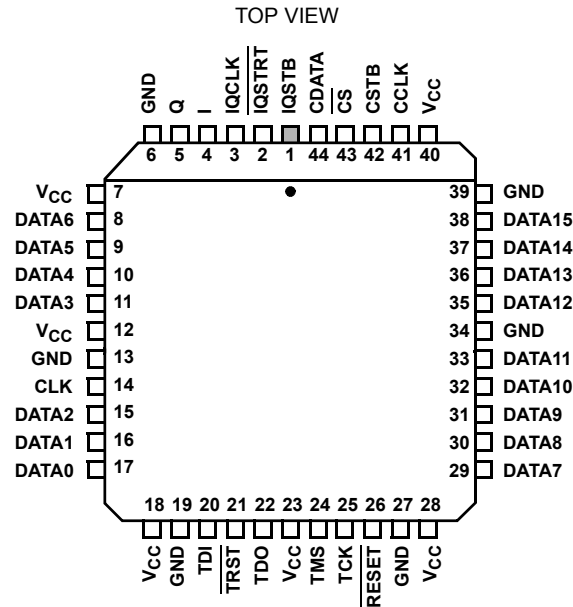 TOP VIEW
GND Q I IQCLK IQSTRT IQSTB CDATA CS CSTB CCLK VCC
6 5 4 3 2 1 44 43 42 41 40
VCC 7
DATA6 8
DATA5 9
DATA4 10
DATA3 11
VCC 12
GND 13
CLK 14
DATA2 15
DATA1 16
DATA0 17
39 GND
38 DATA15
37 DATA14
36 DATA13
35 DATA12
34 GND
33 DATA11
32 DATA10
31 DATA9
30 DATA8
29 DATA7
18 19 20 21 22 23 24 25 26 27 28
VCC GND TDI TRST TDO VCC TMS TCK RESET GND VCC